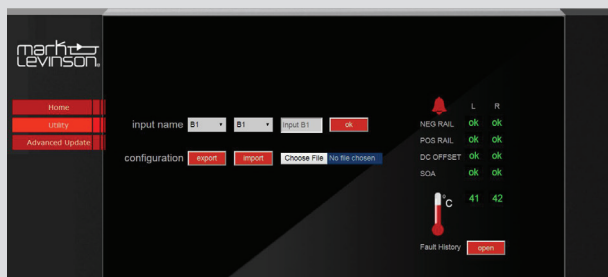 mark
Levinson®
Home
Utility
Advanced Update
input name B1 B1 Input B1 ok
configuration export import Choose File No file chosen
L R
NEG RAIL ok ok
POS RAIL ok ok
DC OFFSET ok ok
SOA ok ok
°C 41 42
Fault History open